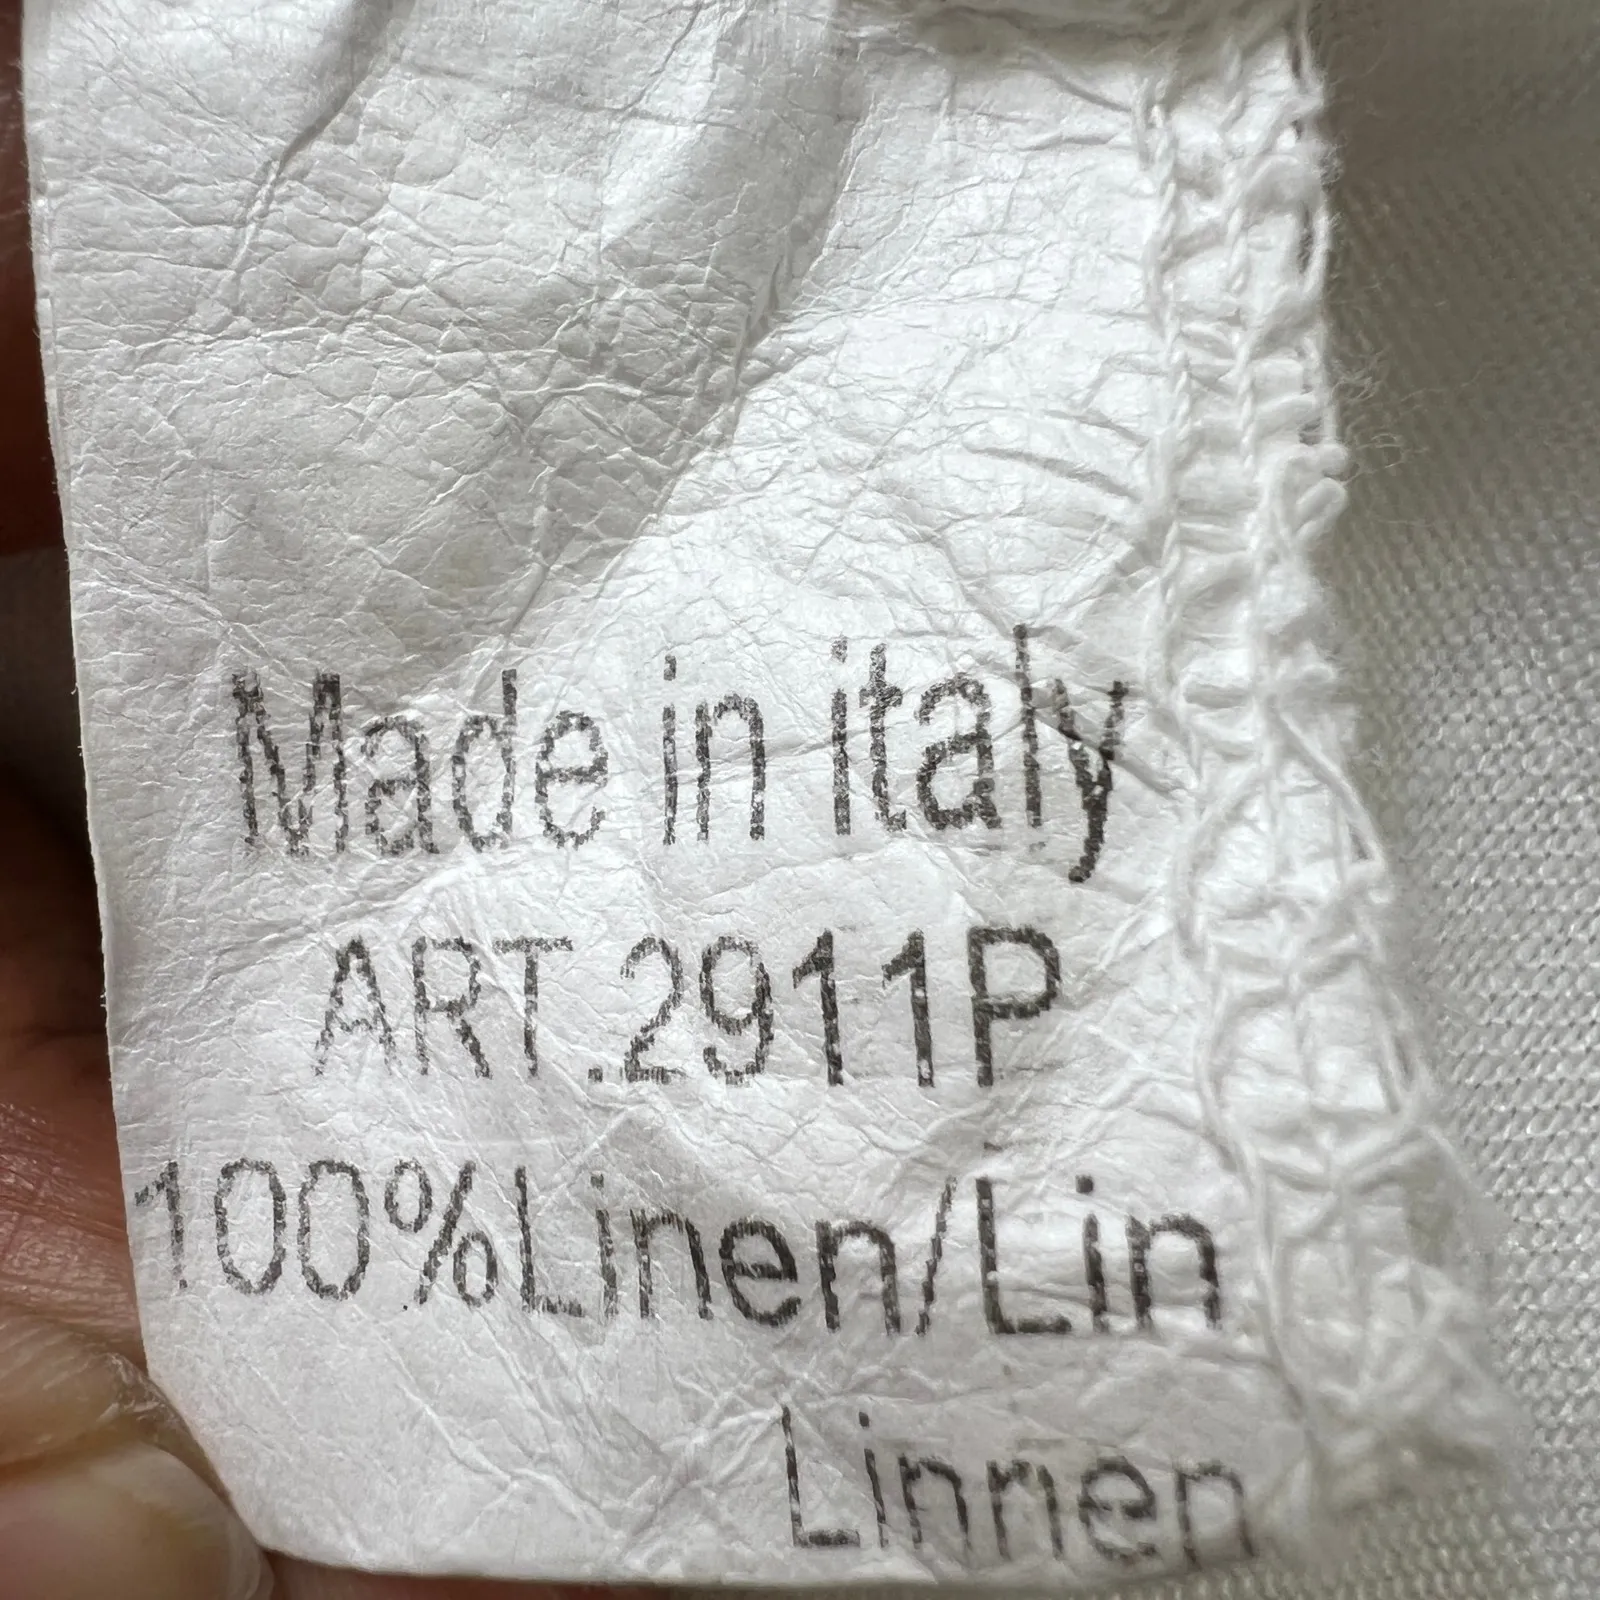 Made in italy
ART.2911P
100%Linen/Lin
Linnen